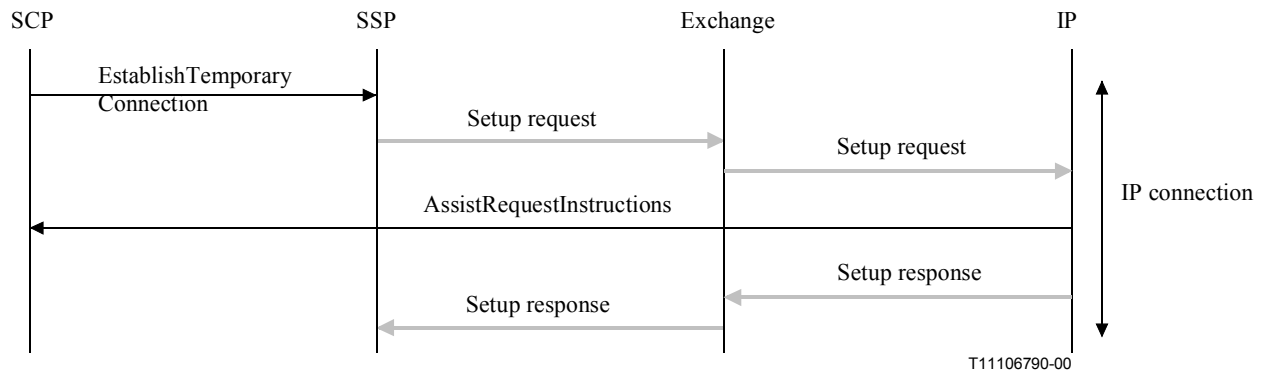 SCP SSP Exchange IP
EstablishTemporary
Connection
Setup request
Setup request
IP connection
AssistRequestInstructions
Setup response
Setup response
T11106790-00